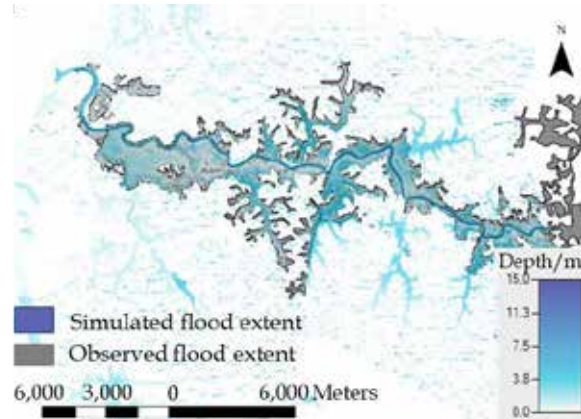 N
Depth/m
15.0
11.3
7.5
3.8
0.0
Simulated flood extent
Observed flood extent
6,000 3,000 0 6,000 Meters